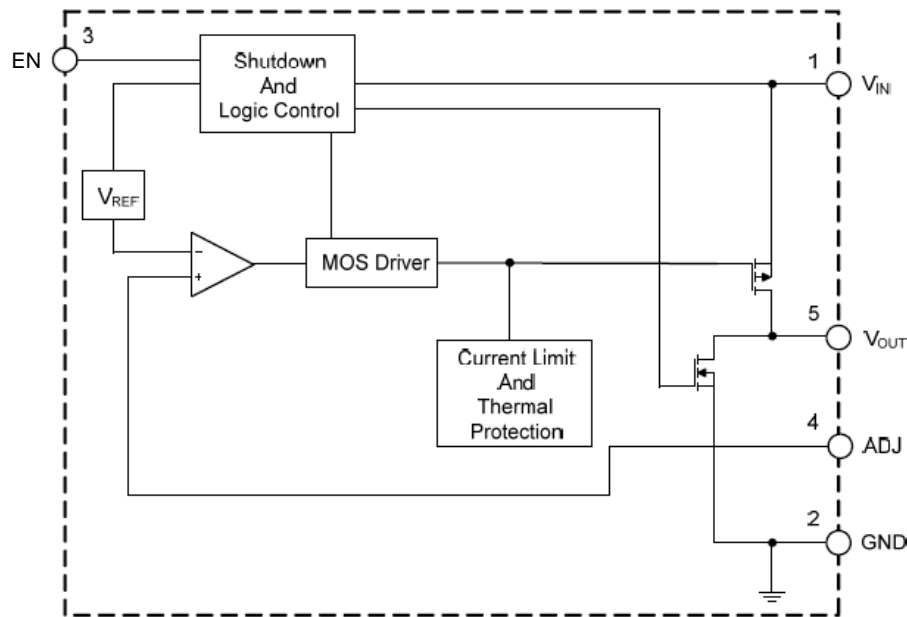 3
EN
Shutdown
And
Logic Control
1
VIN
VREF
−
+
MOS Driver
5
VOUT
Current Limit
And
Thermal
Protection
4
ADJ
2
GND